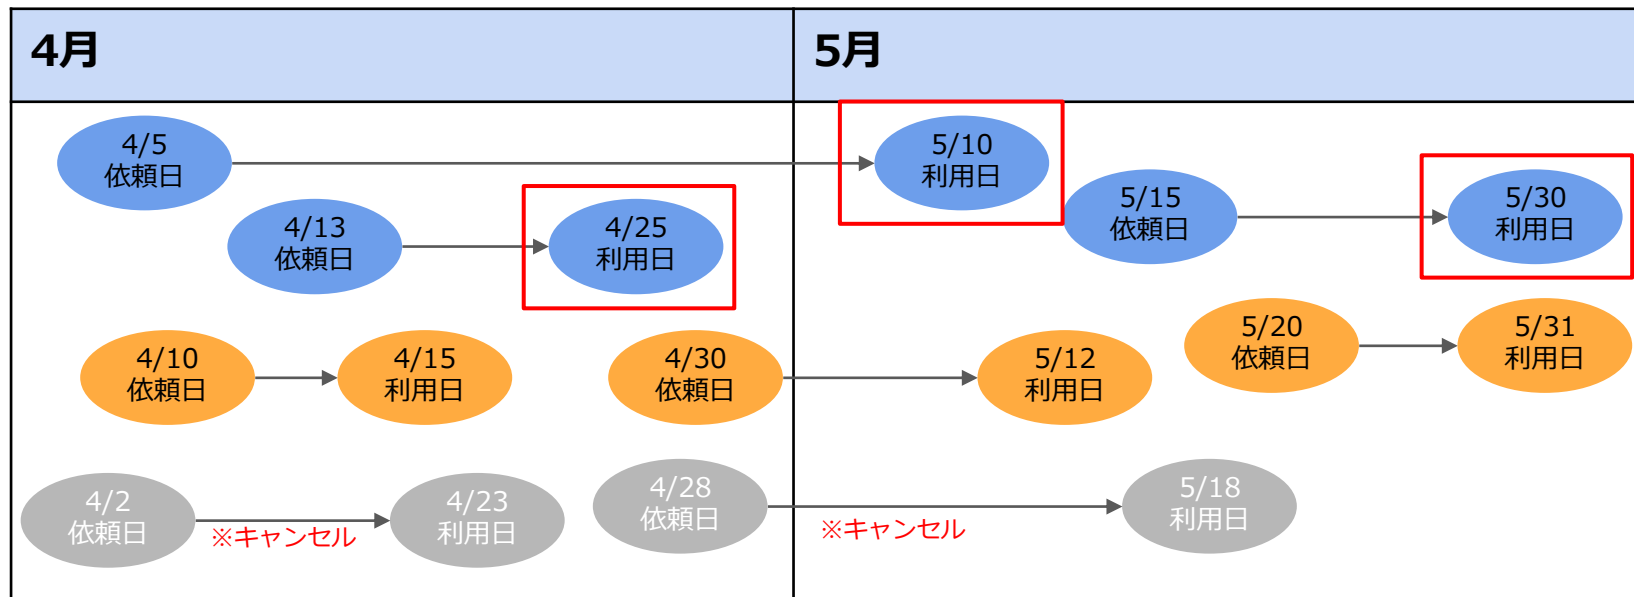 4月
5月
4/5
依頼日
5/10
利用日
4/13
依頼日
4/25
利用日
5/15
依頼日
5/30
利用日
4/10
依頼日
4/15
利用日
4/30
依頼日
5/12
利用日
5/20
依頼日
5/31
利用日
4/2
依頼日
※キャンセル
4/23
利用日
4/28
依頼日
※キャンセル
5/18
利用日